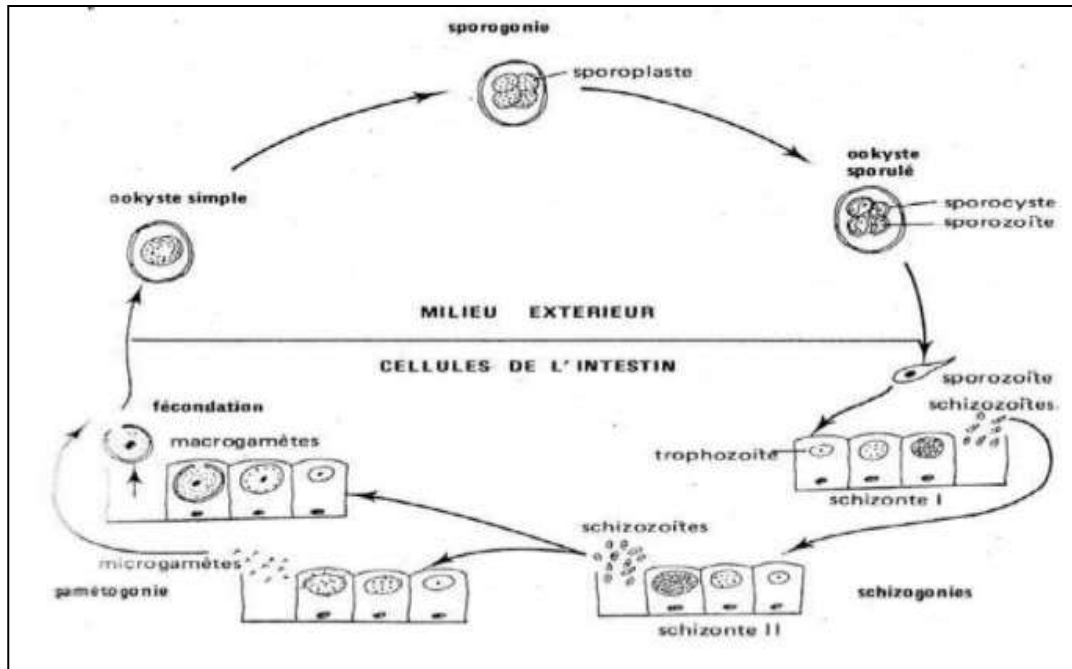 sporogonie
sporoplaste
ookyste
sporulé
ookyste simple
sporocyste
sporozoïte
MILIEU EXTERIEUR
CELLULES DE L'INTESTIN
sporozoïte
fécondation
schizozoïtes
macrogamètes
trophozoïte
schizonte I
schizozoïtes
microgamètes
gamétogonie
schizogonies
schizonte II